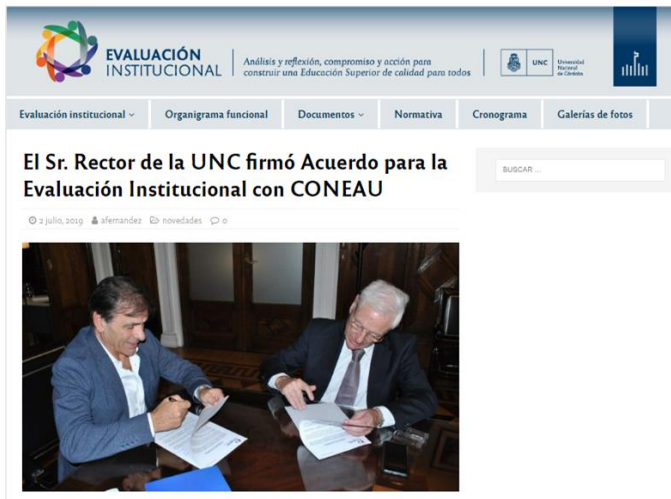 EVALUACIÓN
INSTITUCIONAL
Análisis y reflexión, compromiso y acción para
construir una Educación Superior de calidad para todos
UNC
Universidad
Nacional
de Córdoba
Evaluación institucional
Organigrama funcional
Documentos
Normativa
Cronograma
Galerías de fotos
El Sr. Rector de la UNC firmó Acuerdo para la
Evaluación Institucional con CONEAU
BUSCAR ...
2 julio, 2019 afernandez novedades 0